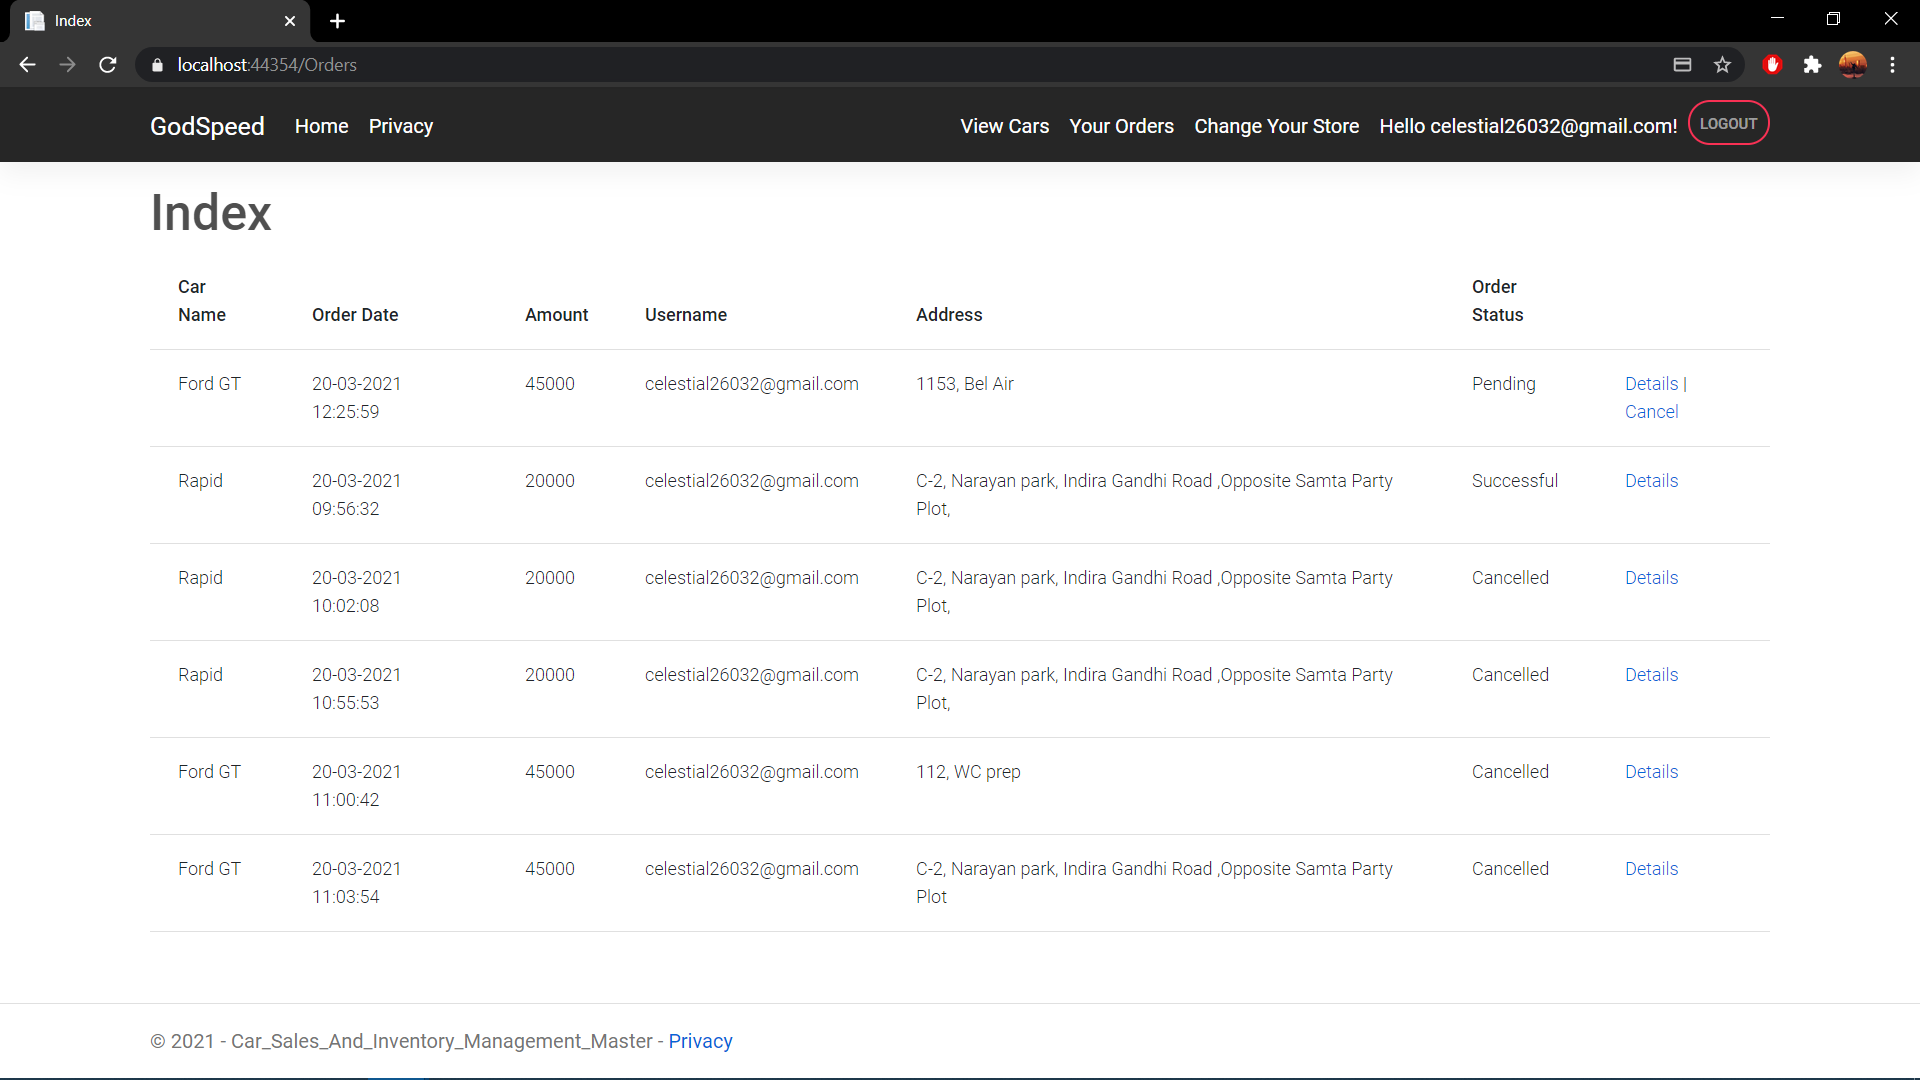 Index
localhost:44354/Orders
GodSpeed Home Privacy View Cars Your Orders Change Your Store Hello celestial26032@gmail.com! LOGOUT
Index
Car Name Order Date Amount Username Address Order Status
Ford GT 20-03-2021 12:25:59 45000 celestial26032@gmail.com 1153, Bel Air Pending Details | Cancel
Rapid 20-03-2021 09:56:32 20000 celestial26032@gmail.com C-2, Narayan park, Indira Gandhi Road ,Opposite Samta Party Plot, Successful Details
Rapid 20-03-2021 10:02:08 20000 celestial26032@gmail.com C-2, Narayan park, Indira Gandhi Road ,Opposite Samta Party Plot, Cancelled Details
Rapid 20-03-2021 10:55:53 20000 celestial26032@gmail.com C-2, Narayan park, Indira Gandhi Road ,Opposite Samta Party Plot, Cancelled Details
Ford GT 20-03-2021 11:00:42 45000 celestial26032@gmail.com 112, WC prep Cancelled Details
Ford GT 20-03-2021 11:03:54 45000 celestial26032@gmail.com C-2, Narayan park, Indira Gandhi Road ,Opposite Samta Party Plot Cancelled Details
© 2021 - Car_Sales_And_Inventory_Management_Master - Privacy